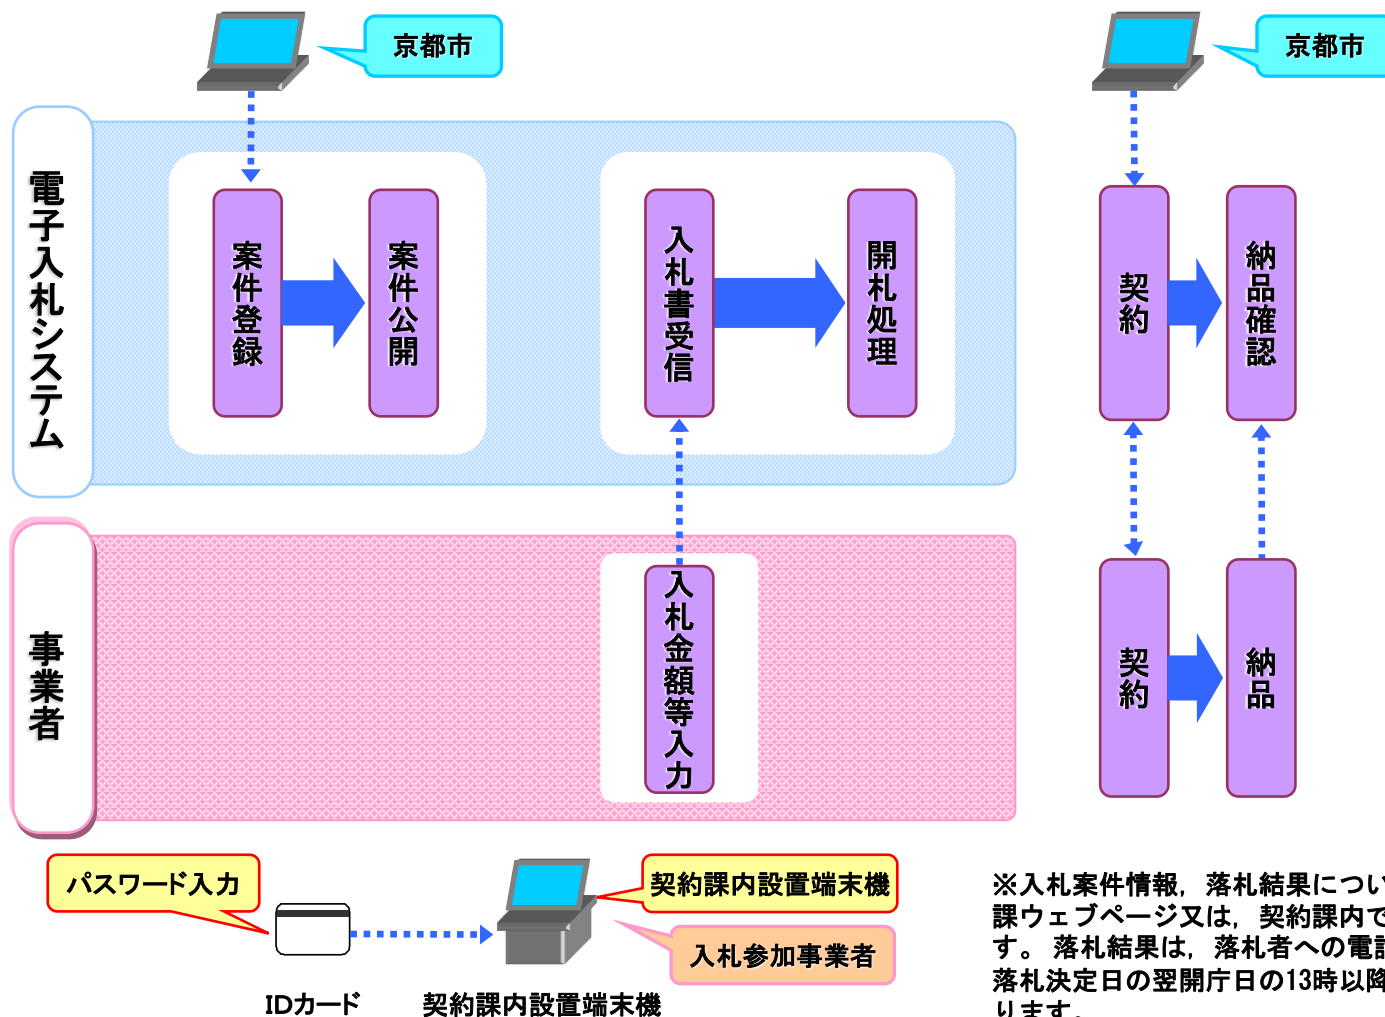 京都市
京都市
電子入札システム
案件登録
案件公開
入札書受信
開札処理
契約
納品確認
事業者
入札金額等入力
契約
納品
パスワード入力
契約課内設置端末機
入札参加事業者
IDカード
契約課内設置端末機
※入札案件情報，落札結果につい
課ウェブページ又は，契約課内で
す。 落札結果は，落札者への電話
落札決定日の翌開庁日の13時以降
ります。